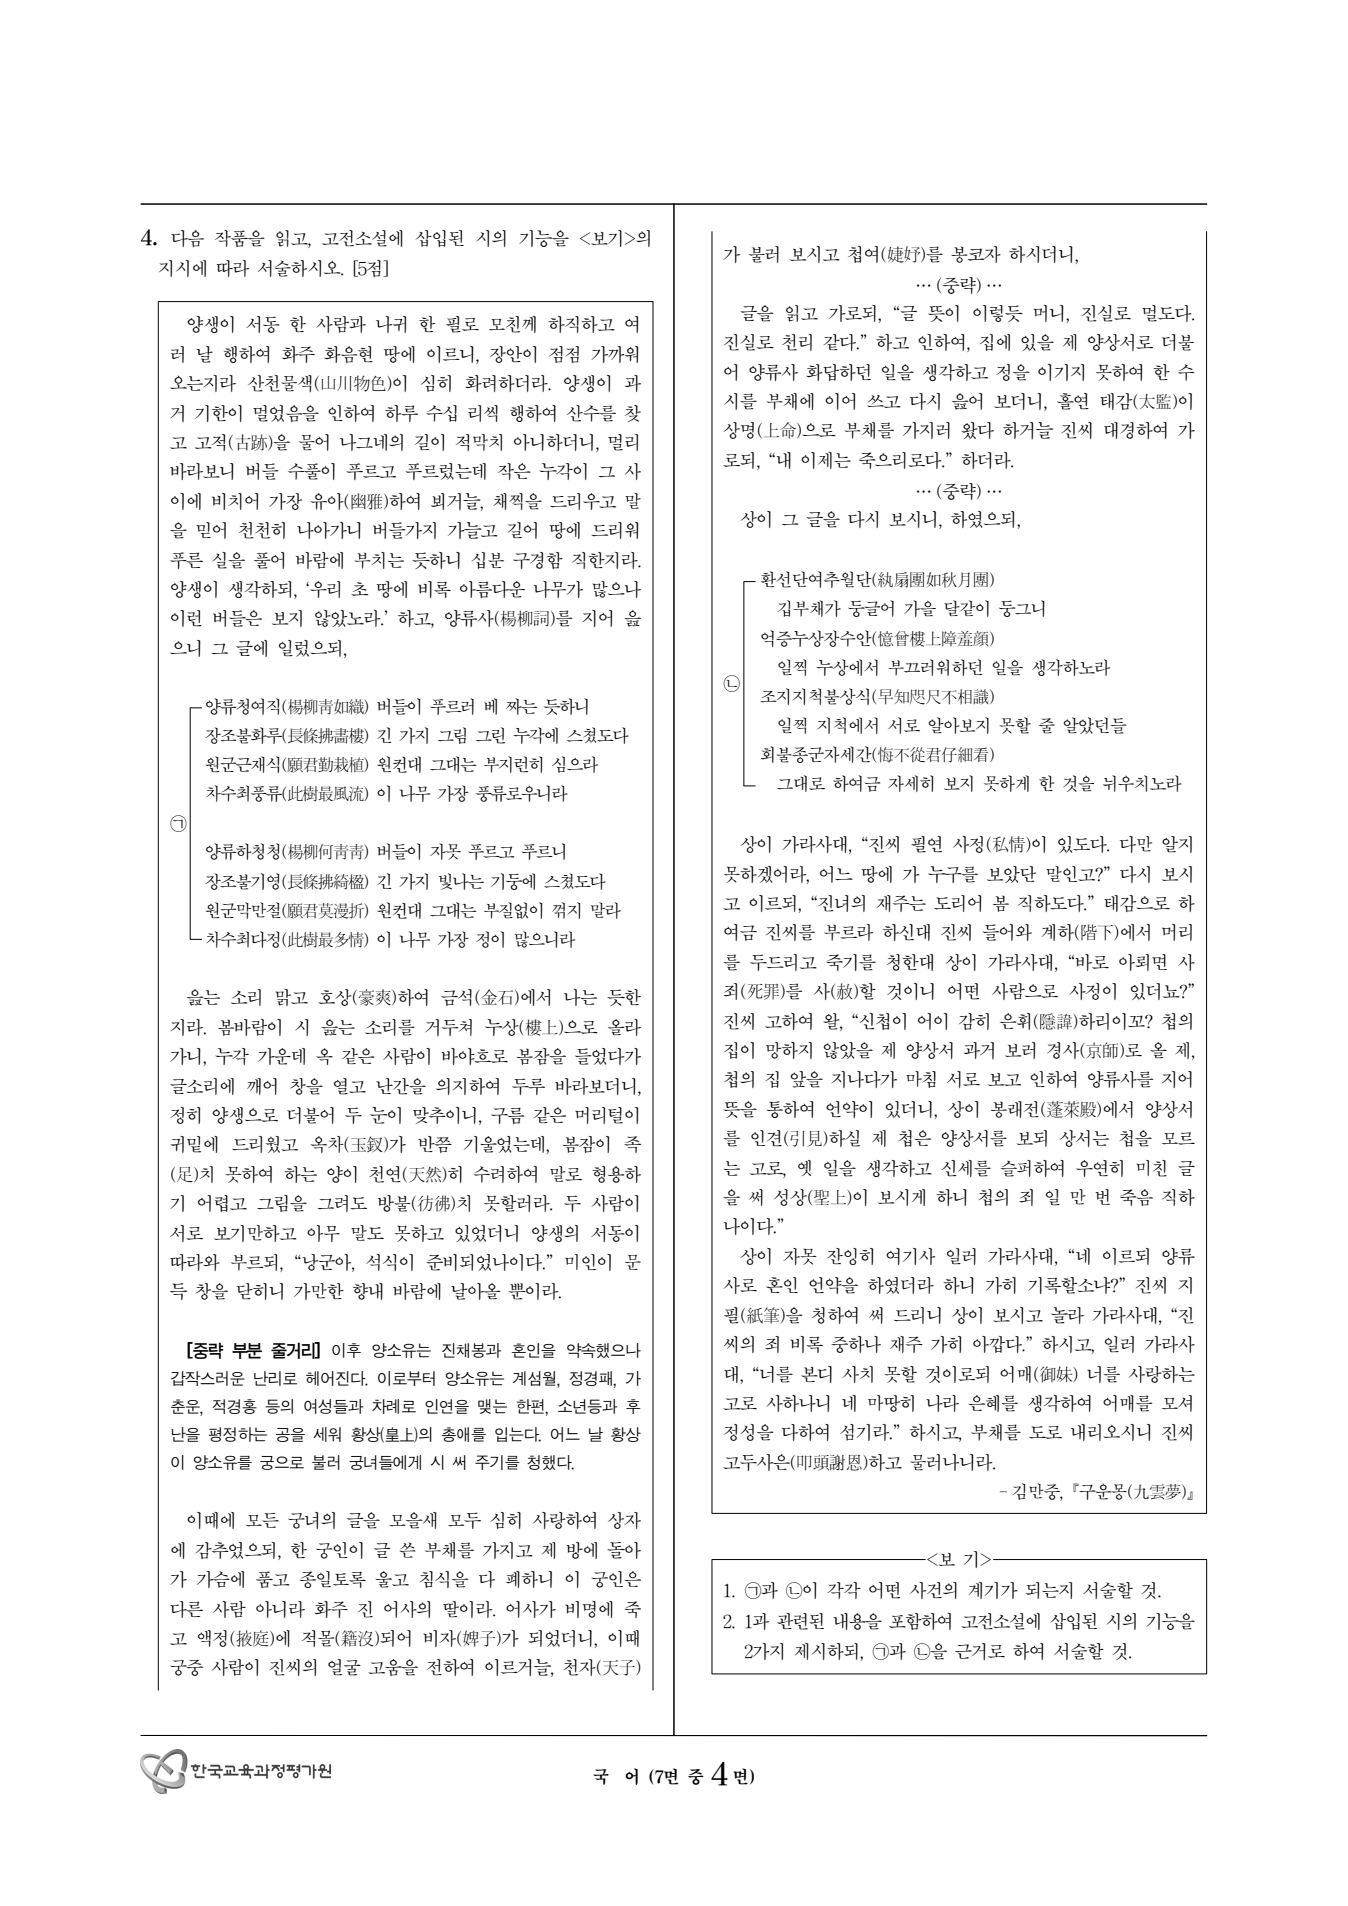 4. 다음 작품을 읽고, 고전소설에 삽입된 시의 기능을 <보기>의
지시에 따라 서술하시오. [5점]
양생이 서동 한 사람과 나귀 한 필로 모친께 하직하고 여
러 날 행하여 화주 화음현 땅에 이르니, 장안이 점점 가까워
오는지라 산천물색(山川物色)이 심히 화려하더라. 양생이 과
거 기한이 멀었음을 인하여 하루 수십 리씩 행하여 산수를 찾
고 고적(古跡)을 물어 나그네의 길이 적막치 아니하더니, 멀리
바라보니 버들 수풀이 푸르고 푸르렀는데 작은 누각이 그 사
이에 비치어 가장 유아(幽雅)하여 뵈거늘, 채찍을 드리우고 말
을 믿어 천천히 나아가니 버들가지 가늘고 길어 땅에 드리워
푸른 실을 풀어 바람에 부치는 듯하니 십분 구경함 직한지라.
양생이 생각하되, ‘우리 초 땅에 비록 아름다운 나무가 많으나
이런 버들은 보지 않았노라.’ 하고, 양류사(楊柳詞)를 지어 읊
으니 그 글에 일렀으되,
㉠
양류청여직(楊柳靑如織) 버들이 푸르러 베 짜는 듯하니
장조불화루(長條拂畵樓) 긴 가지 그림 그린 누각에 스쳤도다
원군근재식(願君勤栽植) 원컨대 그대는 부지런히 심으라
차수최풍류(此樹最風流) 이 나무 가장 풍류로우니라
양류하청청(楊柳何靑靑) 버들이 자못 푸르고 푸르니
장조불기영(長條拂綺楹) 긴 가지 빛나는 기둥에 스쳤도다
원군막만절(願君莫漫折) 원컨대 그대는 부질없이 꺾지 말라
차수최다정(此樹最多情) 이 나무 가장 정이 많으니라
읊는 소리 맑고 호상(豪爽)하여 금석(金石)에서 나는 듯한
지라. 봄바람이 시 읊는 소리를 거두쳐 누상(樓上)으로 올라
가니, 누각 가운데 옥 같은 사람이 바야흐로 봄잠을 들었다가
글소리에 깨어 창을 열고 난간을 의지하여 두루 바라보더니,
정히 양생으로 더불어 두 눈이 맞추이니, 구름 같은 머리털이
귀밑에 드리웠고 옥차(玉釵)가 반쯤 기울었는데, 봄잠이 족
(足)치 못하여 하는 양이 천연(天然)히 수려하여 말로 형용하
기 어렵고 그림을 그려도 방불(彷彿)치 못할러라. 두 사람이
서로 보기만하고 아무 말도 못하고 있었더니 양생의 서동이
따라와 부르되, “낭군아, 석식이 준비되었나이다.” 미인이 문
득 창을 닫히니 가만한 향내 바람에 날아올 뿐이라.
[중략 부분 줄거리] 이후 양소유는 진채봉과 혼인을 약속했으나
갑작스러운 난리로 헤어진다. 이로부터 양소유는 계섬월, 정경패, 가
춘운, 적경홍 등의 여성들과 차례로 인연을 맺는 한편, 소년등과 후
난을 평정하는 공을 세워 황상(皇上)의 총애를 입는다. 어느 날 황상
이 양소유를 궁으로 불러 궁녀들에게 시 써 주기를 청했다.
이때에 모든 궁녀의 글을 모을새 모두 심히 사랑하여 상자
에 감추었으되, 한 궁인이 글 쓴 부채를 가지고 제 방에 돌아
가 가슴에 품고 종일토록 울고 침식을 다 폐하니 이 궁인은
다른 사람 아니라 화주 진 어사의 딸이라. 어사가 비명에 죽
고 액정(掖庭)에 적몰(籍沒)되어 비자(婢子)가 되었더니, 이때
궁중 사람이 진씨의 얼굴 고움을 전하여 이르거늘, 천자(天子)
가 불러 보시고 첩여(婕妤)를 봉코자 하시더니,
… (중략) …
글을 읽고 가로되, “글 뜻이 이렇듯 머니, 진실로 멀도다.
진실로 천리 같다.” 하고 인하여, 집에 있을 제 양상서로 더불
어 양류사 화답하던 일을 생각하고 정을 이기지 못하여 한 수
시를 부채에 이어 쓰고 다시 읊어 보더니, 홀연 태감(太監)이
상명(上命)으로 부채를 가지러 왔다 하거늘 진씨 대경하여 가
로되, “내 이제는 죽으리로다.” 하더라.
… (중략) …
상이 그 글을 다시 보시니, 하였으되,
㉡
환선단여추월단(紈扇團如秋月團)
깁부채가 둥글어 가을 달같이 둥그니
억증누상장수안(憶曾樓上障羞顔)
일찍 누상에서 부끄러워하던 일을 생각하노라
조지지척불상식(早知咫尺不相識)
일찍 지척에서 서로 알아보지 못할 줄 알았던들
회불종군자세간(悔不從君仔細看)
그대로 하여금 자세히 보지 못하게 한 것을 뉘우치노라
상이 가라사대, “진씨 필연 사정(私情)이 있도다. 다만 알지
못하겠어라, 어느 땅에 가 누구를 보았단 말인고?” 다시 보시
고 이르되, “진녀의 재주는 도리어 봄 직하도다.” 태감으로 하
여금 진씨를 부르라 하신대 진씨 들어와 계하(階下)에서 머리
를 두드리고 죽기를 청한대 상이 가라사대, “바로 아뢰면 사
죄(死罪)를 사(赦)할 것이니 어떤 사람으로 사정이 있더뇨?”
진씨 고하여 왈, “신첩이 어이 감히 은휘(隱諱)하리이꼬? 첩의
집이 망하지 않았을 제 양상서 과거 보러 경사(京師)로 올 제,
첩의 집 앞을 지나다가 마침 서로 보고 인하여 양류사를 지어
뜻을 통하여 언약이 있더니, 상이 봉래전(蓬萊殿)에서 양상서
를 인견(引見)하실 제 첩은 양상서를 보되 상서는 첩을 모르
는 고로, 옛 일을 생각하고 신세를 슬퍼하여 우연히 미친 글
을 써 성상(聖上)이 보시게 하니 첩의 죄 일 만 번 죽음 직하
나이다.”
상이 자못 잔잉히 여기사 일러 가라사대, “네 이르되 양류
사로 혼인 언약을 하였더라 하니 가히 기록할소냐?” 진씨 지
필(紙筆)을 청하여 써 드리니 상이 보시고 놀라 가라사대, “진
씨의 죄 비록 중하나 재주 가히 아깝다.” 하시고, 일러 가라사
대, “너를 본디 사치 못할 것이로되 어매(御妹) 너를 사랑하는
고로 사하나니 네 마땅히 나라 은혜를 생각하여 어매를 모셔
정성을 다하여 섬기라.” 하시고, 부채를 도로 내리오시니 진씨
고두사은(叩頭謝恩)하고 물러나니라.
- 김만중, 『구운몽(九雲夢)』
<보 기>
1. ㉠과 ㉡이 각각 어떤 사건의 계기가 되는지 서술할 것.
2. 1과 관련된 내용을 포함하여 고전소설에 삽입된 시의 기능을
2가지 제시하되, ㉠과 ㉡을 근거로 하여 서술할 것.
한국교육과정평가원
국 어 (7면 중 4 면)